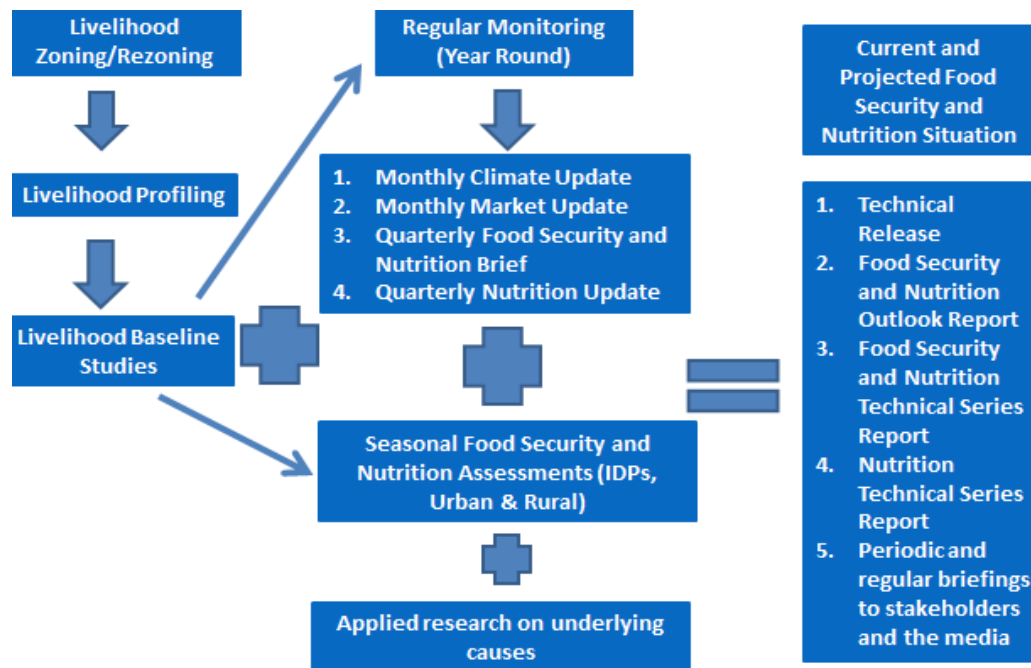 Livelihood
Zoning/Rezoning
Livelihood Profiling
Livelihood Baseline
Studies
Regular Monitoring
(Year Round)
1. Monthly Climate Update
2. Monthly Market Update
3. Quarterly Food Security and
Nutrition Brief
4. Quarterly Nutrition Update
Seasonal Food Security and
Nutrition Assessments (IDPs,
Urban & Rural)
Applied research on underlying
causes
Current and
Projected Food
Security and
Nutrition Situation
1. Technical
Release
2. Food Security
and Nutrition
Outlook Report
3. Food Security
and Nutrition
Technical Series
Report
4. Nutrition
Technical Series
Report
5. Periodic and
regular briefings
to stakeholders
and the media